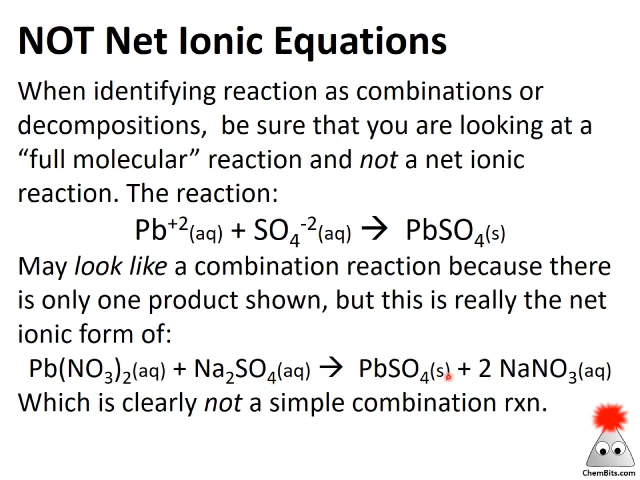 NOT Net Ionic Equations
When identifying reaction as combinations or
decompositions, be sure that you are looking at a
“full molecular” reaction and not a net ionic
reaction. The reaction:
Pb⁺²(aq) + SO₄⁻²(aq) → PbSO₄(s)
May look like a combination reaction because there
is only one product shown, but this is really the net
ionic form of:
Pb(NO₃)₂(aq) + Na₂SO₄(aq) → PbSO₄(s) + 2 NaNO₃(aq)
Which is clearly not a simple combination rxn.
ChemBits.com